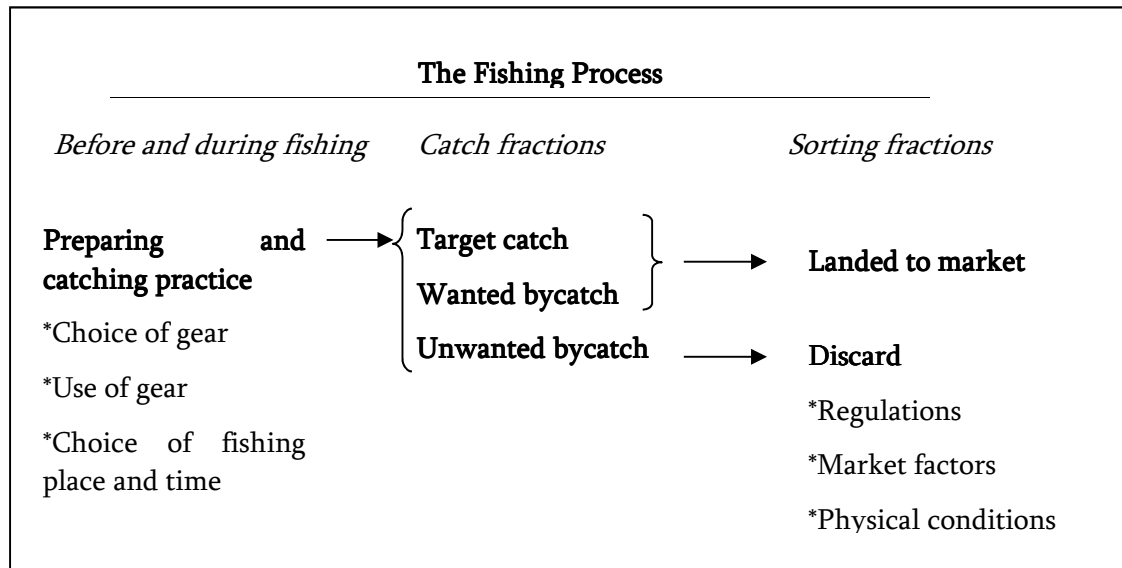 The Fishing Process
Before and during fishing
Catch fractions
Sorting fractions
Preparing and
catching practice
*Choice of gear
*Use of gear
*Choice of fishing
place and time
Target catch
Wanted bycatch
Unwanted bycatch
Landed to market
Discard
*Regulations
*Market factors
*Physical conditions